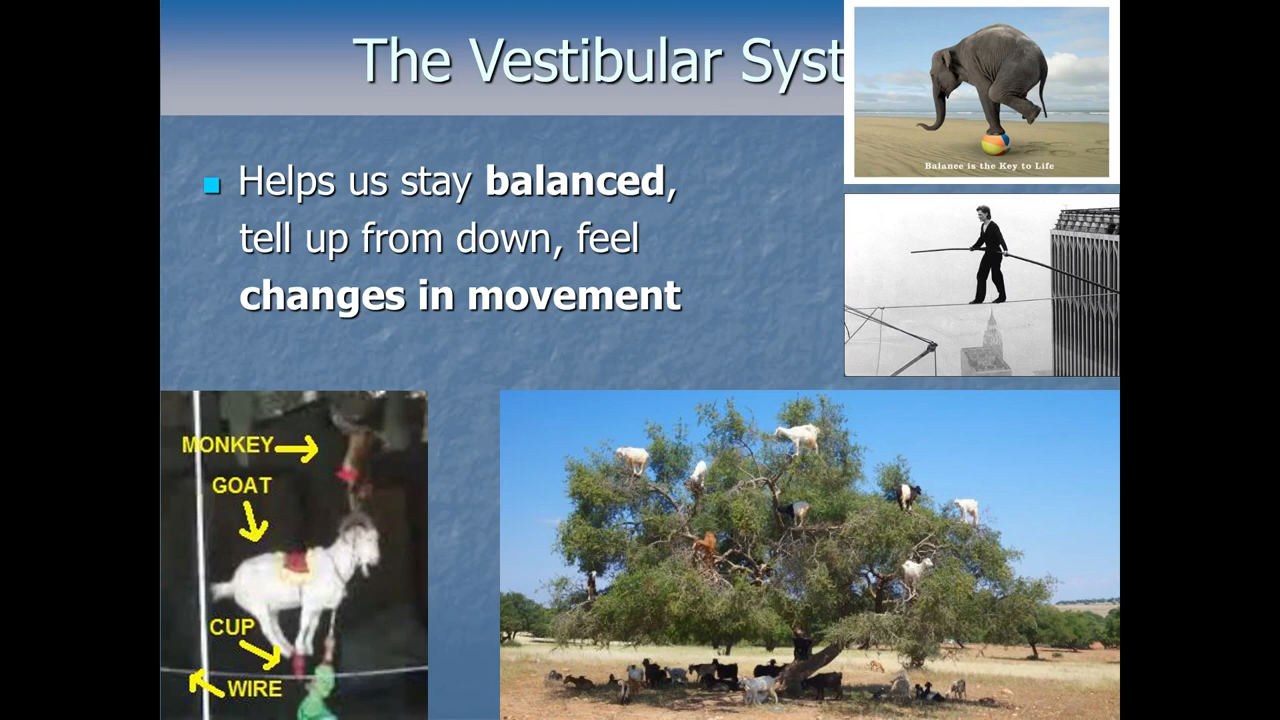 The Vestibular Syst
Helps us stay balanced,
tell up from down, feel
changes in movement
Balance is the Key to Life
MONKEY
GOAT
CUP
WIRE